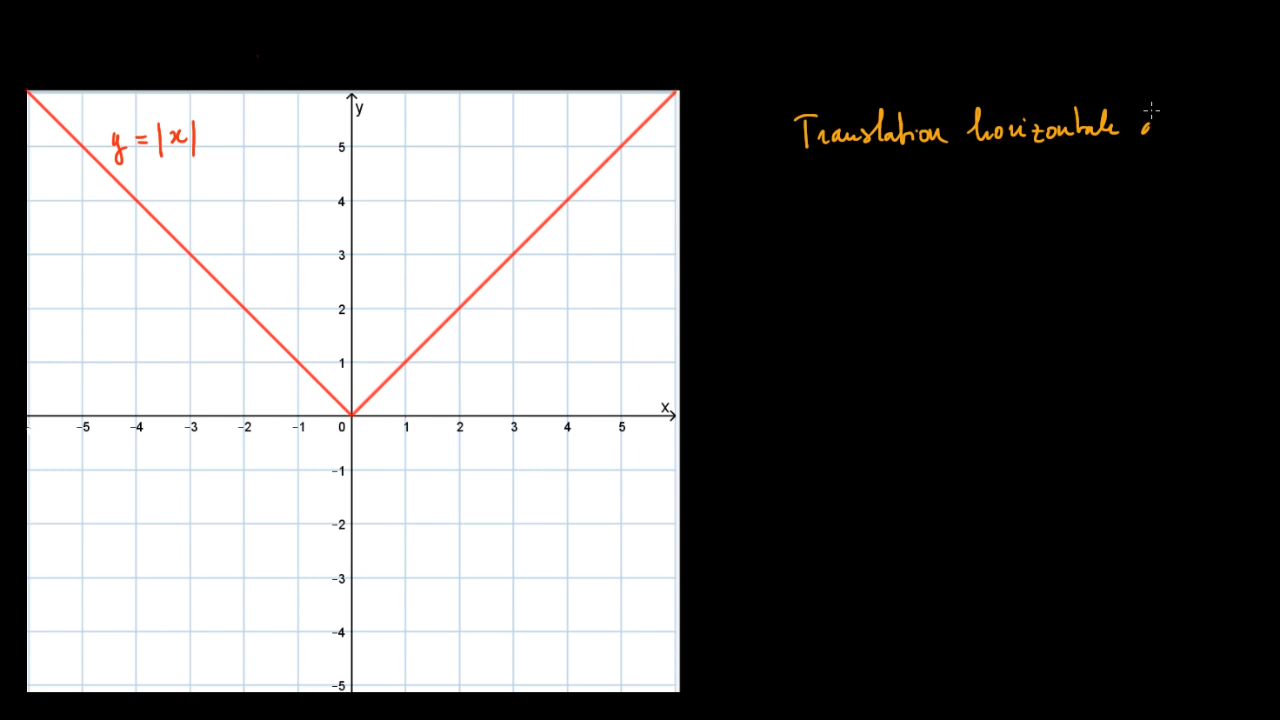 y
y = |x|
5
4
3
2
1
x
-5 -4 -3 -2 -1 0 1 2 3 4 5
-1
-2
-3
-4
-5
Translation horizontale